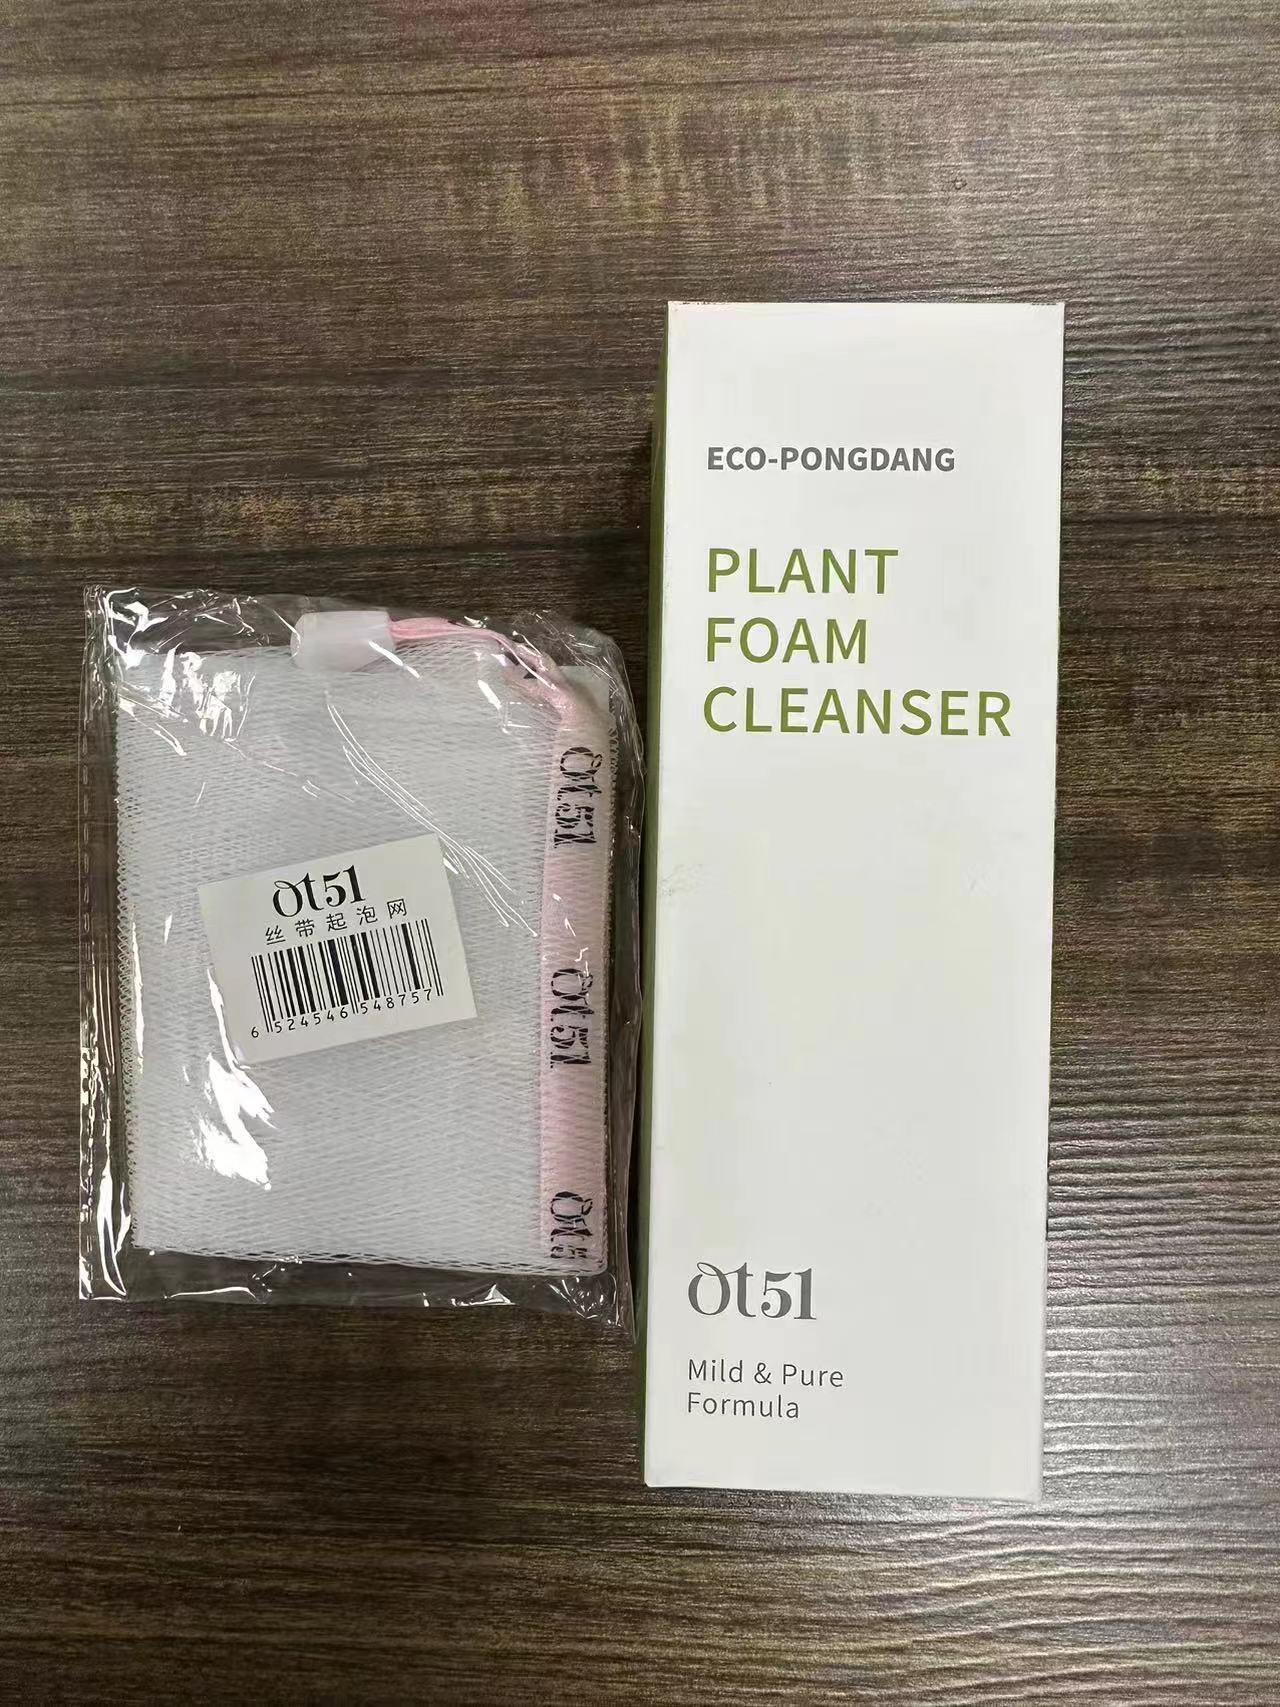 ECO-PONGDANG
PLANT
FOAM
CLEANSER
Ot51
Mild & Pure
Formula
Ot51
丝带起泡网
6 524546 548757
Ot51
Ot51
Ot5